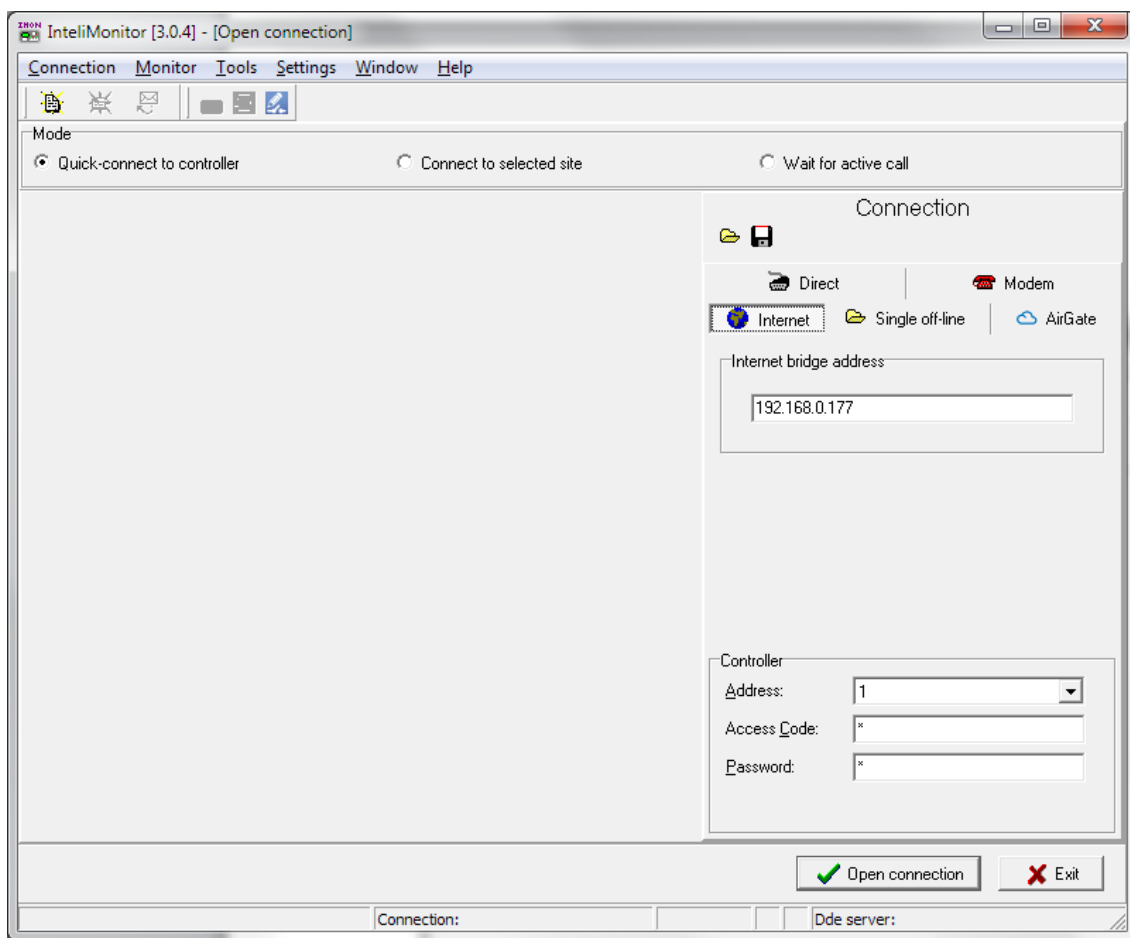 InteliMonitor [3.0.4] - [Open connection]
Connection Monitor Tools Settings Window Help
Mode
Quick-connect to controller Connect to selected site Wait for active call
Connection
Direct Modem
Internet Single off-line AirGate
Internet bridge address
192.168.0.177
Controller
Address: 1
Access Code: *
Password: *
Open connection Exit
Connection: Dde server: